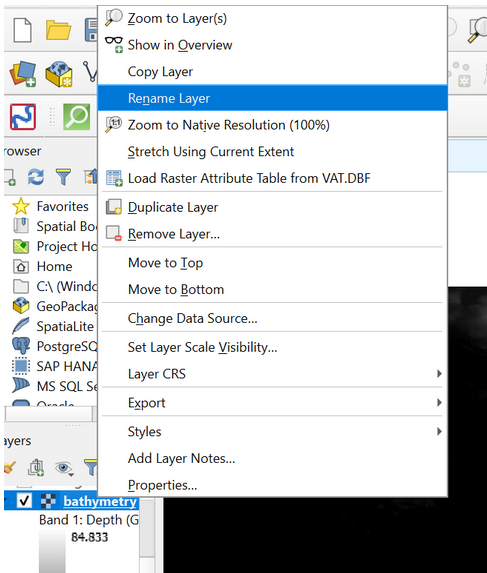 Zoom to Layer(s)
Show in Overview
Copy Layer
Rename Layer
1:1 Zoom to Native Resolution (100%)
Stretch Using Current Extent
Load Raster Attribute Table from VAT.DBF
Duplicate Layer
Remove Layer...
Move to Top
Move to Bottom
Change Data Source...
Set Layer Scale Visibility...
Layer CRS
Export
Styles
Add Layer Notes...
Properties...
rowser
Favorites
Spatial Boo
Project Ho
Home
C:\ (Windo
GeoPackag
SpatiaLite
PostgreSQ
SAP HANA
MS SQL Se
Oracle
ayers
bathymetry
Band 1: Depth (G
84.833